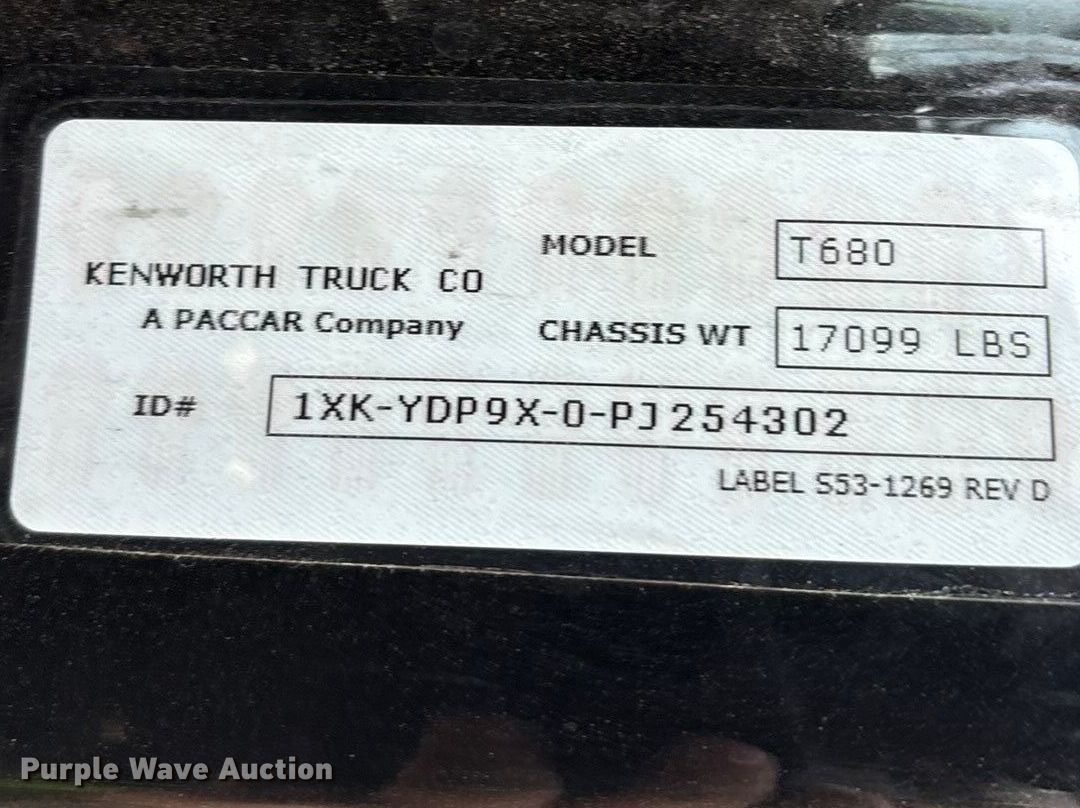 MODEL T680
KENWORTH TRUCK CO
A PACCAR Company
CHASSIS WT 17099 LBS
ID# 1XK-YDP9X-0-PJ254302
LABEL S53-1269 REV D
Purple Wave Auction